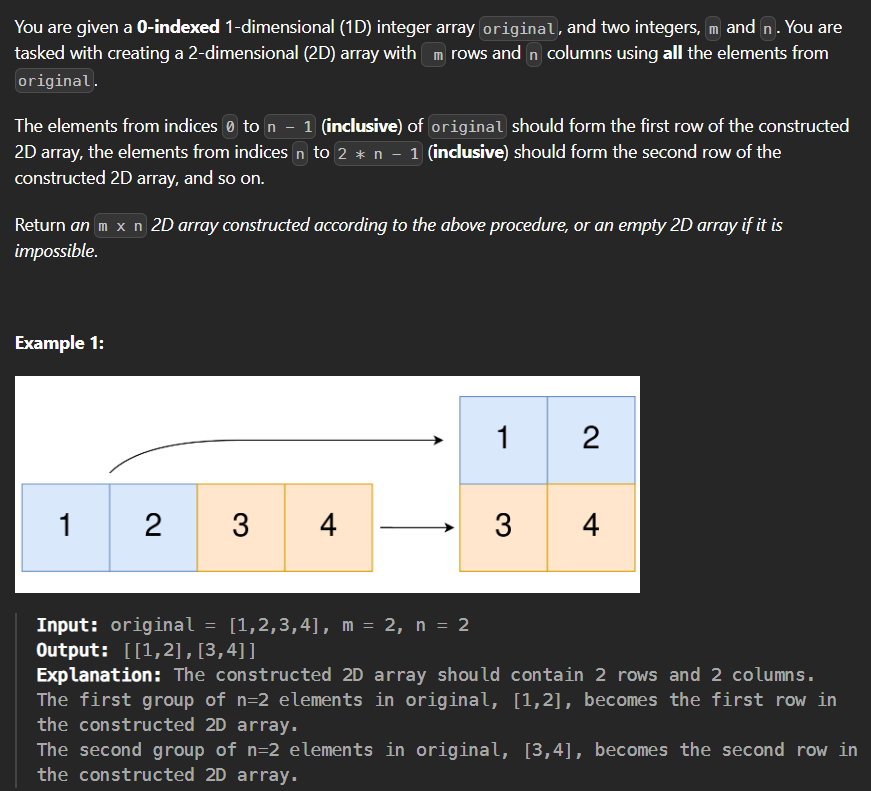 You are given a 0-indexed 1-dimensional (1D) integer array original, and two integers, m and n. You are
tasked with creating a 2-dimensional (2D) array with m rows and n columns using all the elements from
original.
The elements from indices 0 to n - 1 (inclusive) of original should form the first row of the constructed
2D array, the elements from indices n to 2 * n - 1 (inclusive) should form the second row of the
constructed 2D array, and so on.
Return an m x n 2D array constructed according to the above procedure, or an empty 2D array if it is
impossible.
Example 1:
1 2
1 2 3 4
3 4
Input: original = [1,2,3,4], m = 2, n = 2
Output: [[1,2],[3,4]]
Explanation: The constructed 2D array should contain 2 rows and 2 columns.
The first group of n=2 elements in original, [1,2], becomes the first row in
the constructed 2D array.
The second group of n=2 elements in original, [3,4], becomes the second row in
the constructed 2D array.